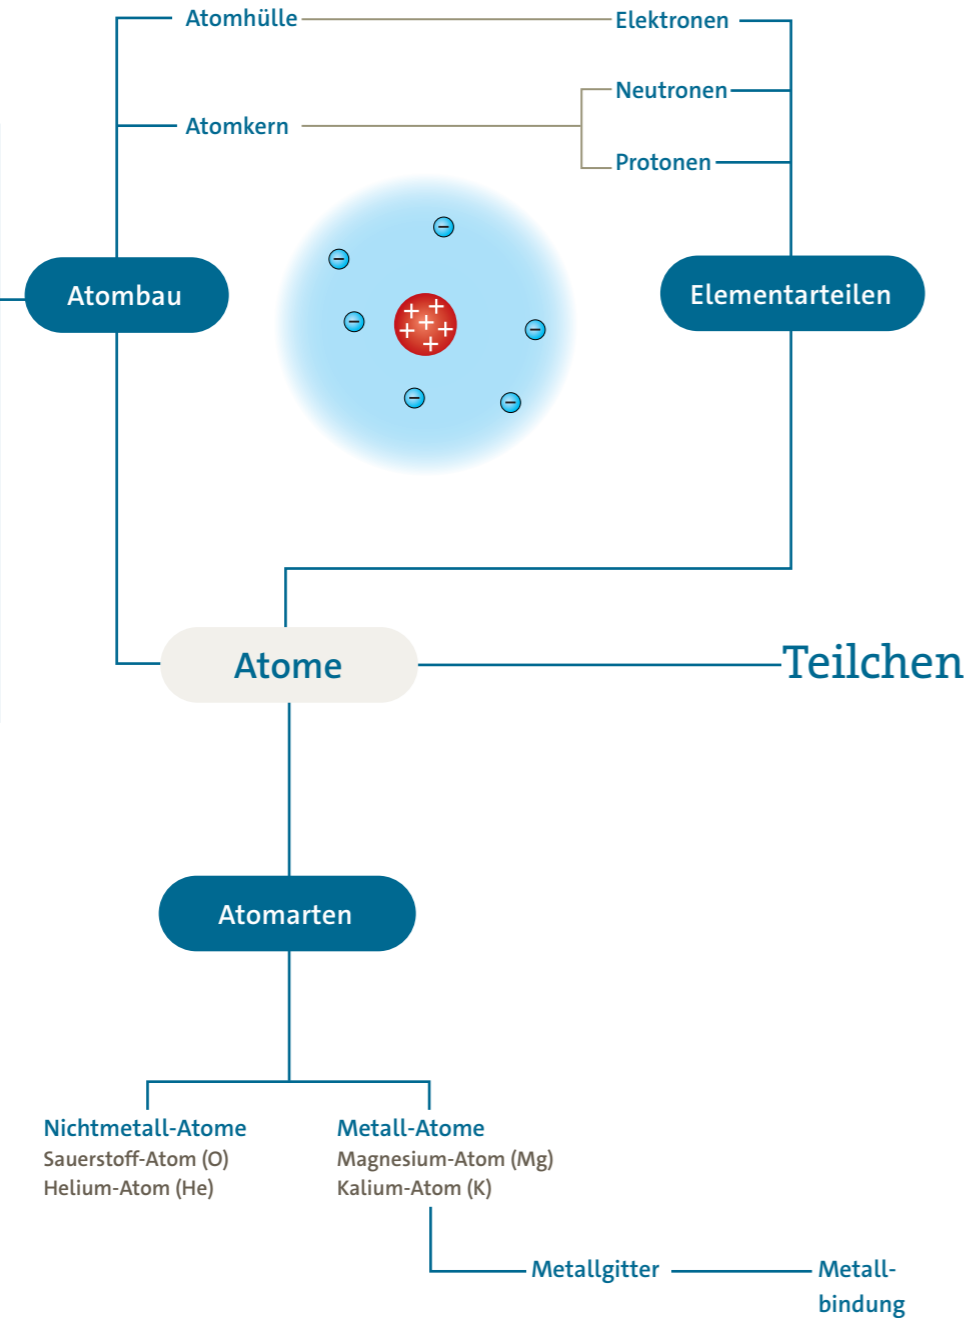 Atomhülle
Elektronen
Neutronen
Atomkern
Protonen
Atombau
Elementarteilen
Atome
Teilchen
Atomarten
Nichtmetall-Atome
Sauerstoff-Atom (O)
Helium-Atom (He)
Metall-Atome
Magnesium-Atom (Mg)
Kalium-Atom (K)
Metallgitter
Metall-
bindung